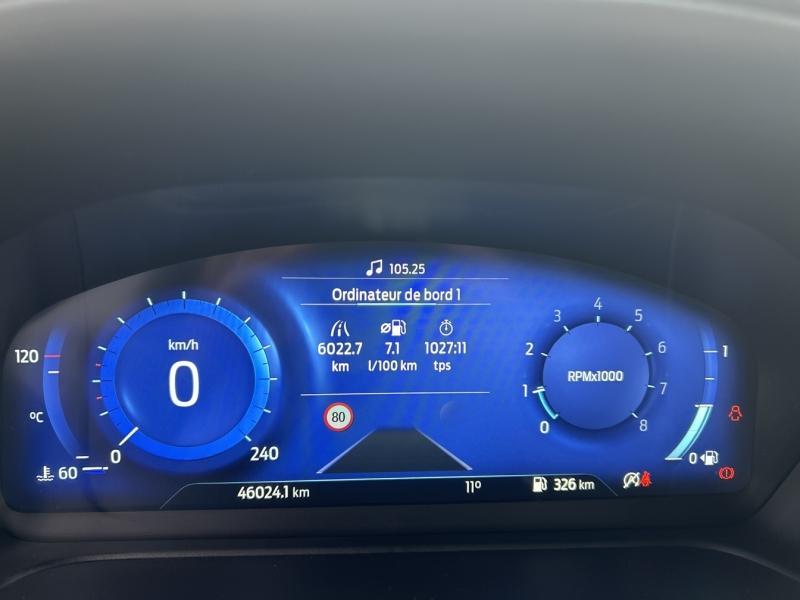 105.25
Ordinateur de bord 1
6022.7 7.1 1027:11
km l/100 km tps
80
120
°C
60
km/h
0
0
240
RPMx1000
0
1
2
3
4
5
6
7
8
1
0
46024.1 km
11°
326 km